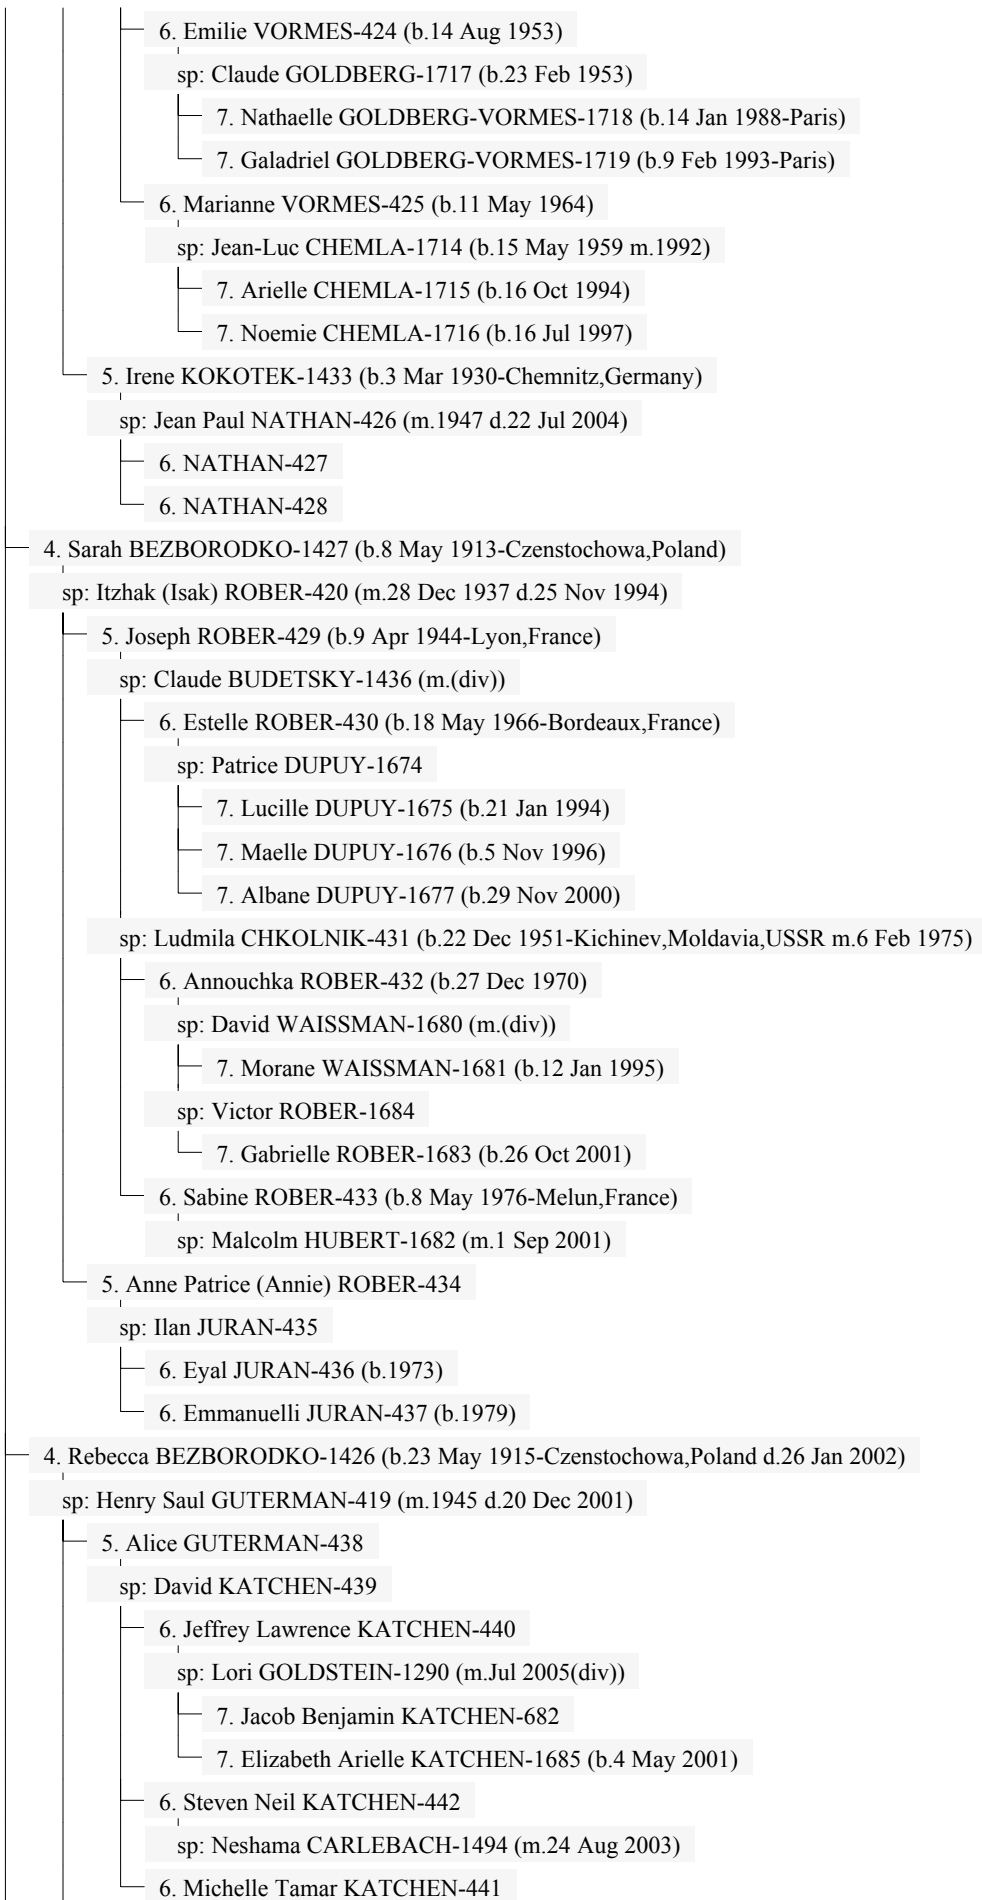 6. Emilie VORMES-424 (b.14 Aug 1953)
sp: Claude GOLDBERG-1717 (b.23 Feb 1953)
7. Nathaelle GOLDBERG-VORMES-1718 (b.14 Jan 1988-Paris)
7. Galadriel GOLDBERG-VORMES-1719 (b.9 Feb 1993-Paris)
6. Marianne VORMES-425 (b.11 May 1964)
sp: Jean-Luc CHEMLA-1714 (b.15 May 1959 m.1992)
7. Arielle CHEMLA-1715 (b.16 Oct 1994)
7. Noemie CHEMLA-1716 (b.16 Jul 1997)
5. Irene KOKOTEK-1433 (b.3 Mar 1930-Chemnitz,Germany)
sp: Jean Paul NATHAN-426 (m.1947 d.22 Jul 2004)
6. NATHAN-427
6. NATHAN-428
4. Sarah BEZBORODKO-1427 (b.8 May 1913-Czenstochowa,Poland)
sp: Itzhak (Isak) ROBER-420 (m.28 Dec 1937 d.25 Nov 1994)
5. Joseph ROBER-429 (b.9 Apr 1944-Lyon,France)
sp: Claude BUDETSKY-1436 (m.(div))
6. Estelle ROBER-430 (b.18 May 1966-Bordeaux,France)
sp: Patrice DUPUY-1674
7. Lucille DUPUY-1675 (b.21 Jan 1994)
7. Maelle DUPUY-1676 (b.5 Nov 1996)
7. Albane DUPUY-1677 (b.29 Nov 2000)
sp: Ludmila CHKOLNIK-431 (b.22 Dec 1951-Kichinev,Moldavia,USSR m.6 Feb 1975)
6. Annouchka ROBER-432 (b.27 Dec 1970)
sp: David WAISSMAN-1680 (m.(div))
7. Morane WAISSMAN-1681 (b.12 Jan 1995)
sp: Victor ROBER-1684
7. Gabrielle ROBER-1683 (b.26 Oct 2001)
6. Sabine ROBER-433 (b.8 May 1976-Melun,France)
sp: Malcolm HUBERT-1682 (m.1 Sep 2001)
5. Anne Patrice (Annie) ROBER-434
sp: Ilan JURAN-435
6. Eyal JURAN-436 (b.1973)
6. Emmanuelli JURAN-437 (b.1979)
4. Rebecca BEZBORODKO-1426 (b.23 May 1915-Czenstochowa,Poland d.26 Jan 2002)
sp: Henry Saul GUTERMAN-419 (m.1945 d.20 Dec 2001)
5. Alice GUTERMAN-438
sp: David KATCHEN-439
6. Jeffrey Lawrence KATCHEN-440
sp: Lori GOLDSTEIN-1290 (m.Jul 2005(div))
7. Jacob Benjamin KATCHEN-682
7. Elizabeth Arielle KATCHEN-1685 (b.4 May 2001)
6. Steven Neil KATCHEN-442
sp: Neshama CARLEBACH-1494 (m.24 Aug 2003)
6. Michelle Tamar KATCHEN-441